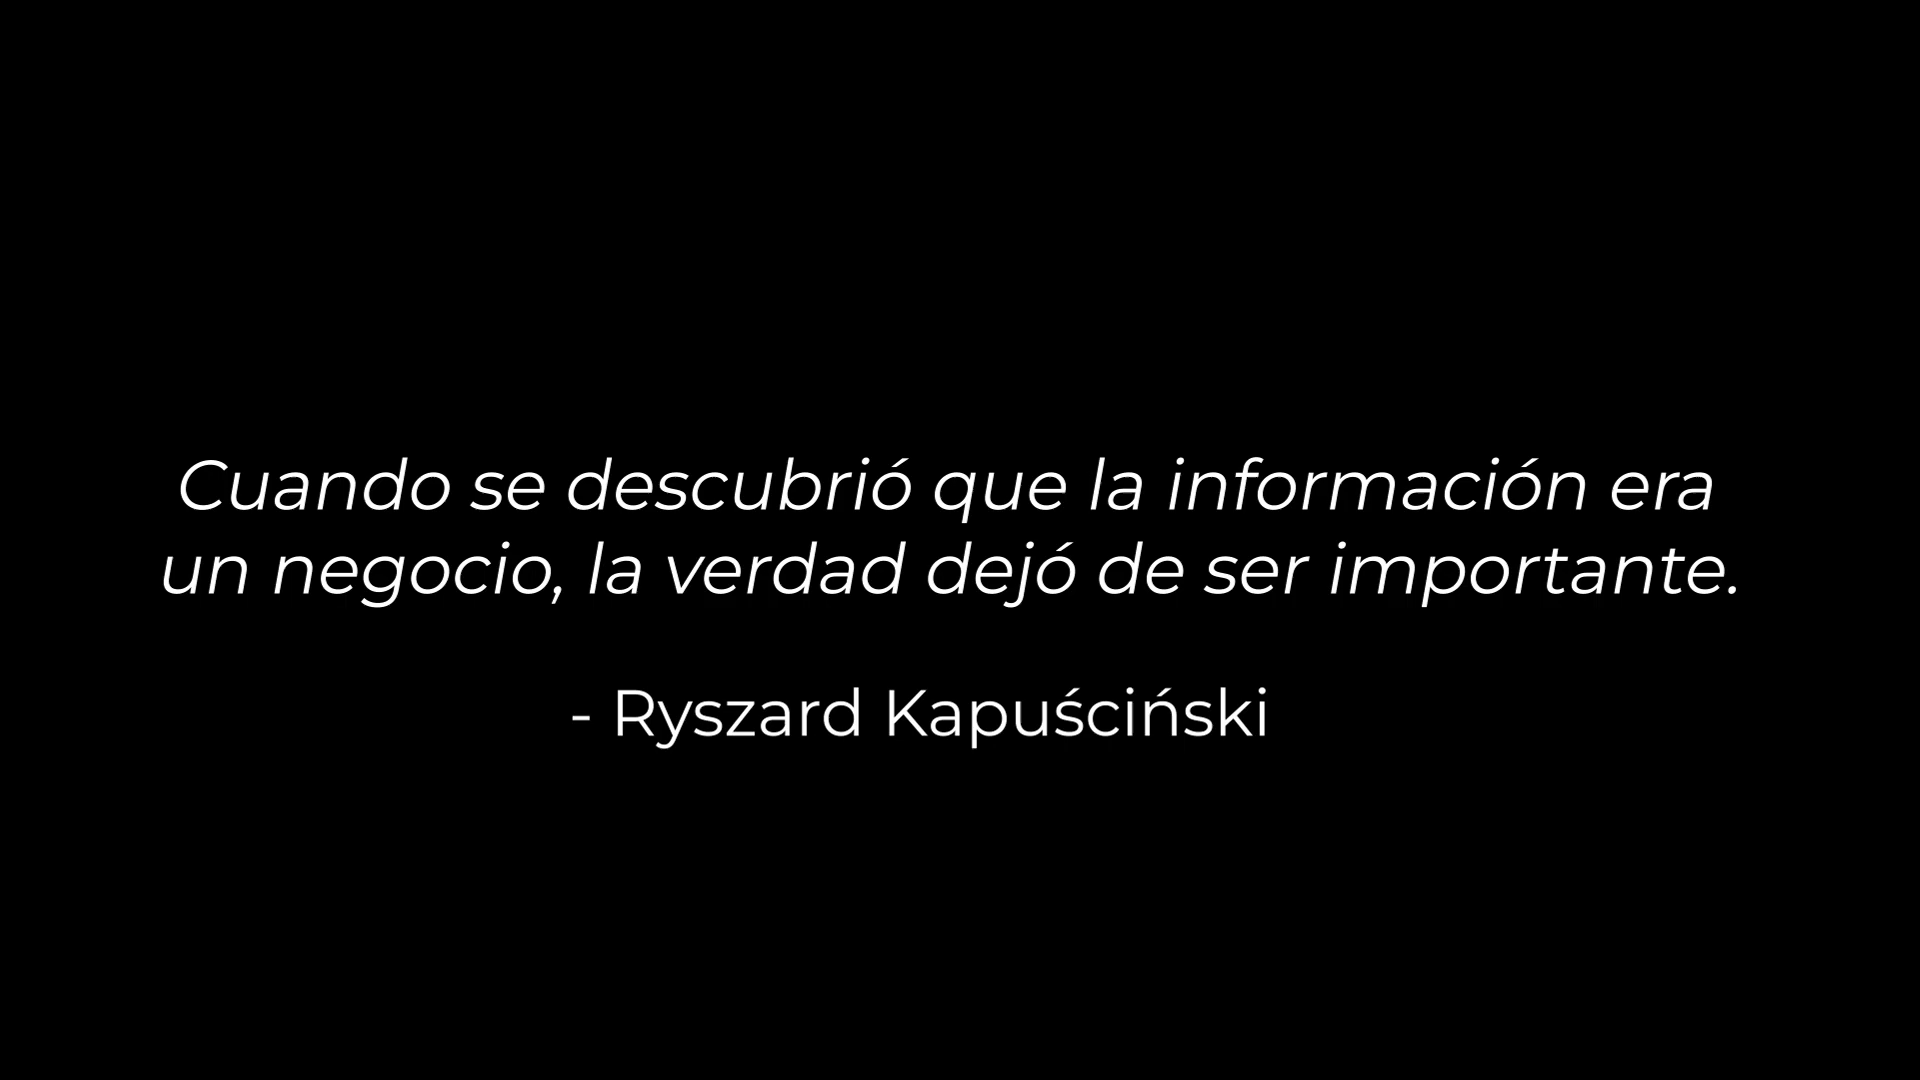 Cuando se descubrió que la información era
un negocio, la verdad dejó de ser importante.
- Ryszard Kapuściński